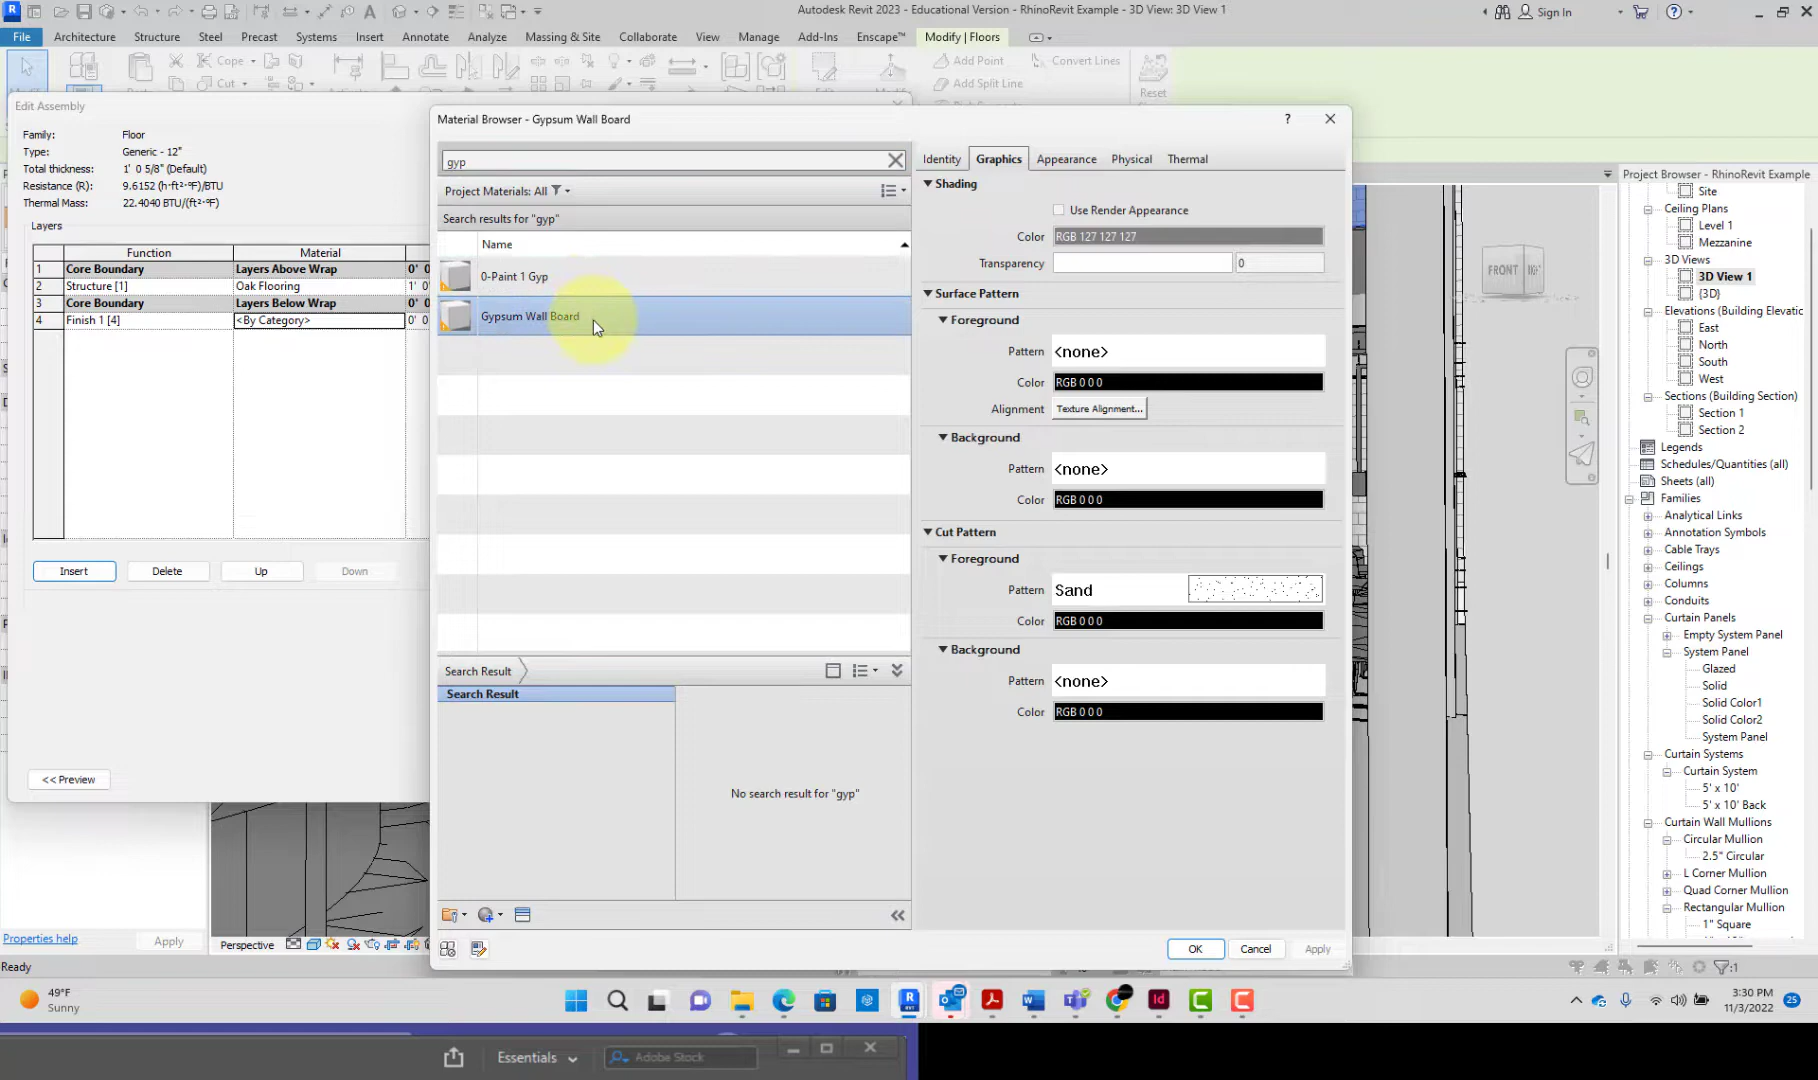 Autodesk Revit 2023 - Educational Version - RhinoRevit Example - 3D View: 3D View 1
Sign In
File Architecture Structure Steel Precast Systems Insert Annotate Analyze Massing & Site Collaborate View Manage Add-Ins Enscape™ Modify | Floors
Cope
Cut
Add Point
Convert Lines
Add Split Line
Reset
Edit Assembly
Family: Floor
Type: Generic - 12"
Total thickness: 1' 0 5/8" (Default)
Resistance (R): 9.6152 (h·ft²·°F)/BTU
Thermal Mass: 22.4040 BTU/(ft²·°F)
Layers
Function Material
1 Core Boundary Layers Above Wrap 0' 0
2 Structure [1] Oak Flooring 1' 0
3 Core Boundary Layers Below Wrap 0' 0
4 Finish 1 [4] <By Category> 0' 0
Insert Delete Up Down
<< Preview
Properties help Apply
Material Browser - Gypsum Wall Board
gyp
Project Materials: All
Search results for "gyp"
Name
0-Paint 1 Gyp
Gypsum Wall Board
Search Result
Search Result
No search result for "gyp"
Identity Graphics Appearance Physical Thermal
Shading
Use Render Appearance
Color RGB 127 127 127
Transparency 0
Surface Pattern
Foreground
Pattern <none>
Color RGB 0 0 0
Alignment Texture Alignment...
Background
Pattern <none>
Color RGB 0 0 0
Cut Pattern
Foreground
Pattern Sand
Color RGB 0 0 0
Background
Pattern <none>
Color RGB 0 0 0
OK Cancel Apply
FRONT
Project Browser - RhinoRevit Example
Site
Ceiling Plans
Level 1
Mezzanine
3D Views
3D View 1
{3D}
Elevations (Building Elevatic
East
North
South
West
Sections (Building Section)
Section 1
Section 2
Legends
Schedules/Quantities (all)
Sheets (all)
Families
Analytical Links
Annotation Symbols
Cable Trays
Ceilings
Columns
Conduits
Curtain Panels
Empty System Panel
System Panel
Glazed
Solid
Solid Color1
Solid Color2
System Panel
Curtain Systems
Curtain System
5' x 10'
5' x 10' Back
Curtain Wall Mullions
Circular Mullion
2.5" Circular
L Corner Mullion
Quad Corner Mullion
Rectangular Mullion
1" Square
Perspective
Ready
:1
49°F
Sunny
3:30 PM
11/3/2022
25
Essentials
Adobe Stock